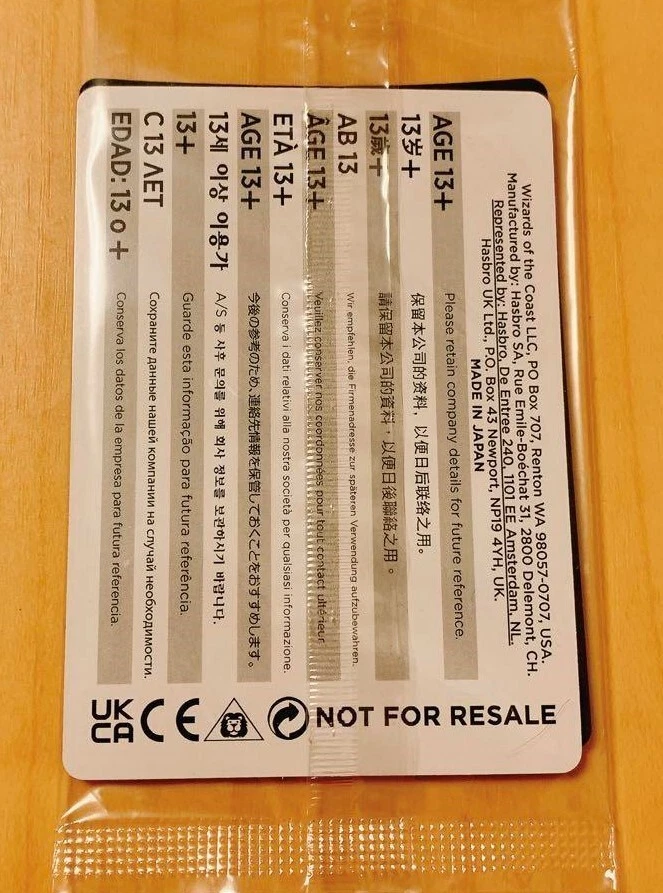 Wizards of the Coast LLC, PO Box 707, Renton WA 98057-0707, USA.
Manufactured by: Hasbro SA, Rue Emile-Boéchat 31, 2800 Delemont, CH.
Represented by: Hasbro, De Entree 240, 1101 EE Amsterdam, NL.
Hasbro UK Ltd., P.O. Box 43 Newport, NP19 4YH, UK.
MADE IN JAPAN
AGE 13+ Please retain company details for future reference.
13岁+ 保留本公司的资料，以便日后联络之用。
13歲+ 請保留本公司的資料，以便日後聯絡之用。
AB 13 Wir empfehlen, die Firmenadresse zur späteren Verwendung aufzubewahren.
ÂGE 13+ Veuillez conserver nos coordonnées pour tout contact ultérieur.
ETÀ 13+ Conserva i dati relativi alla nostra società per qualsiasi informazione.
AGE 13+ 今後の参考のため、連絡先情報を保管しておくことをおすすめします。
13세 이상 이용가 A/S 등 사후 문의를 위해 회사 정보를 보관하시기 바랍니다.
13+ Guarde esta informação para futura referência.
С 13 ЛЕТ Сохраните данные нашей компании на случай необходимости.
EDAD: 13 o + Conserva los datos de la empresa para futura referencia.
UK CA CE NOT FOR RESALE